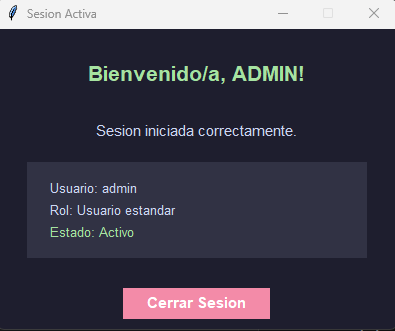 Sesion Activa
Bienvenido/a, ADMIN!
Sesion iniciada correctamente.
Usuario: admin
Rol: Usuario estandar
Estado: Activo
Cerrar Sesion